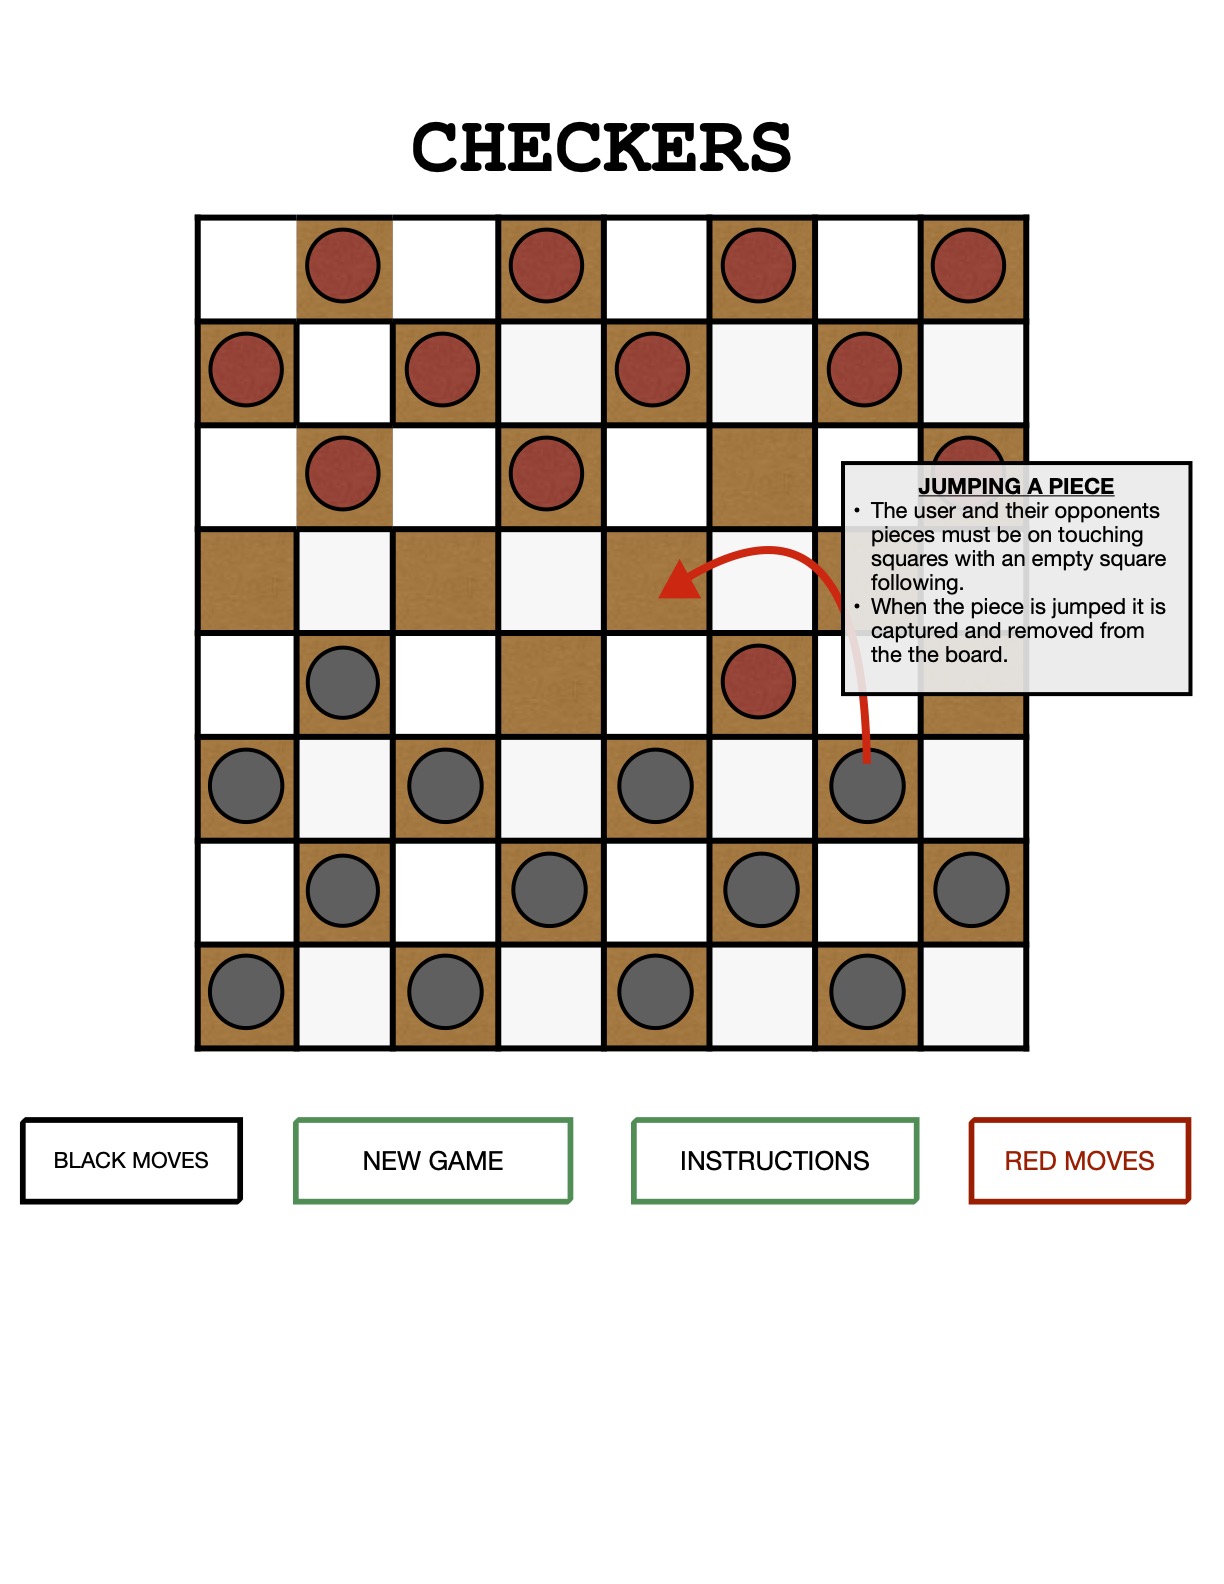 CHECKERS
JUMPING A PIECE
• The user and their opponents
pieces must be on touching
squares with an empty square
following.
• When the piece is jumped it is
captured and removed from
the the board.
BLACK MOVES
NEW GAME
INSTRUCTIONS
RED MOVES